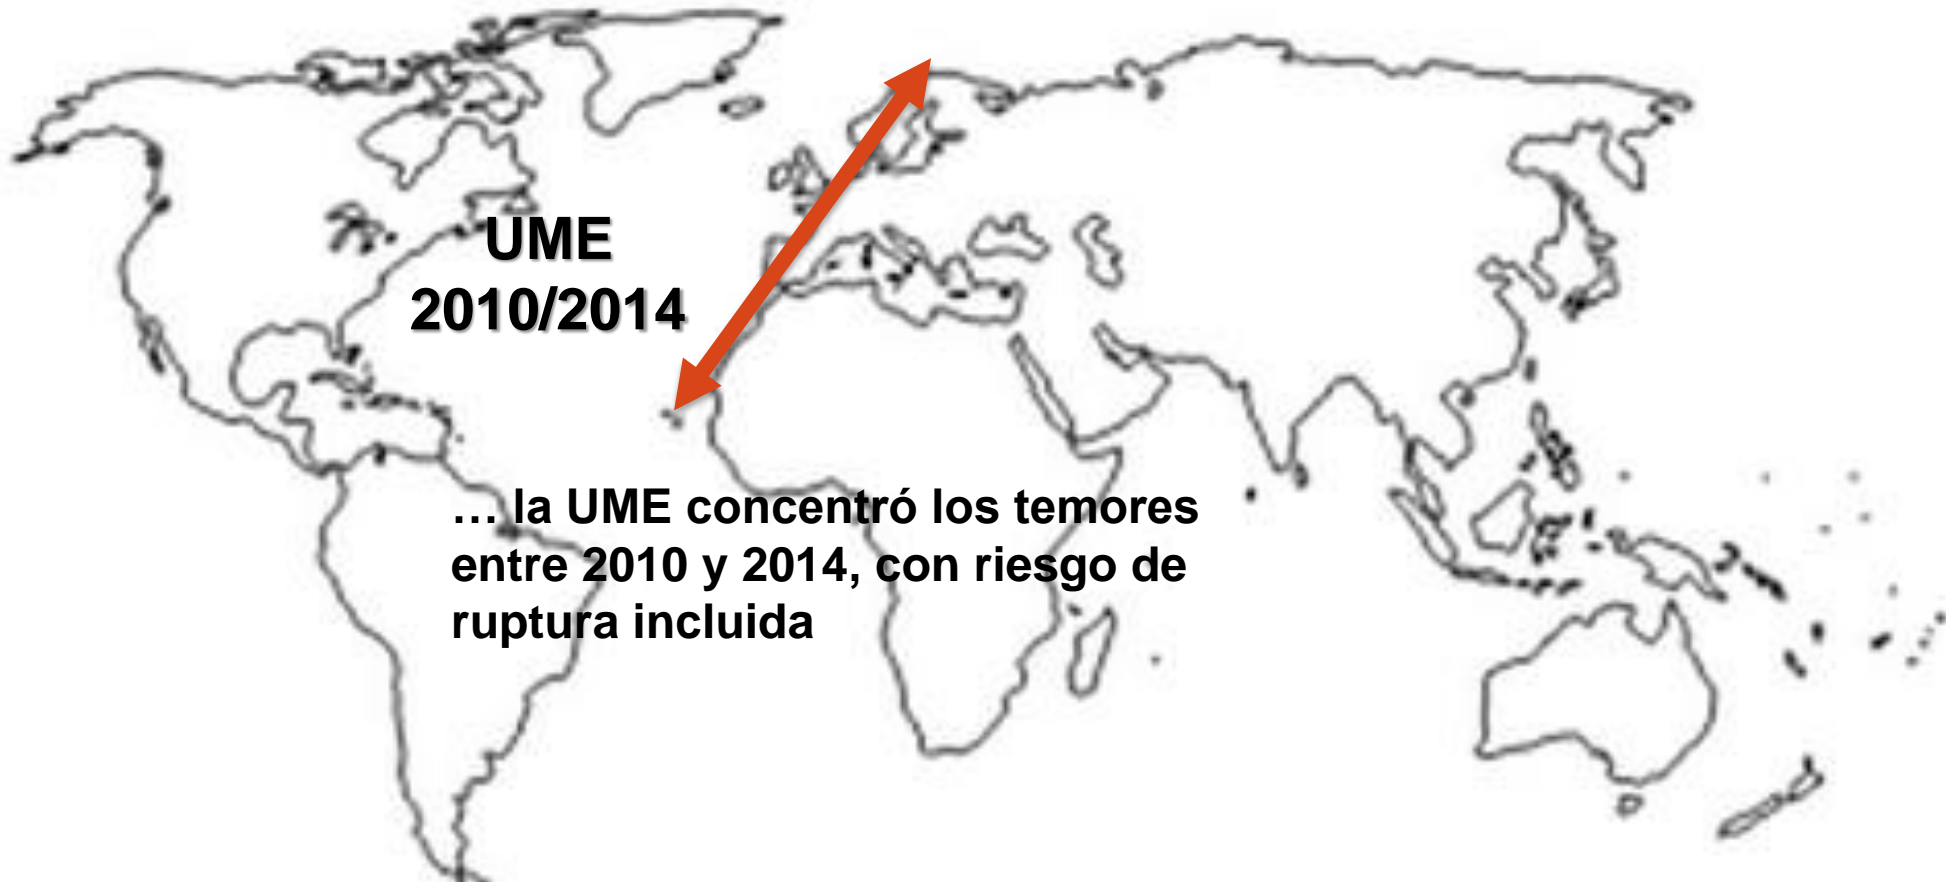 UME
2010/2014
… la UME concentró los temores
entre 2010 y 2014, con riesgo de
ruptura incluida